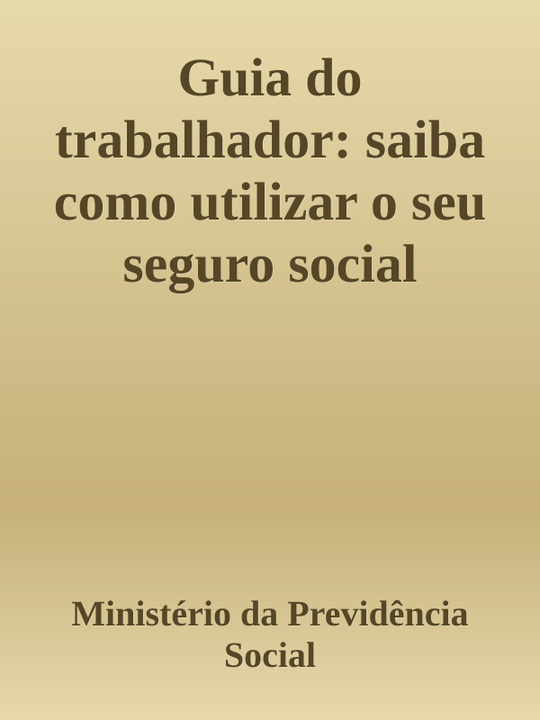 Guia do
trabalhador: saiba
como utilizar o seu
seguro social
Ministério da Previdência
Social